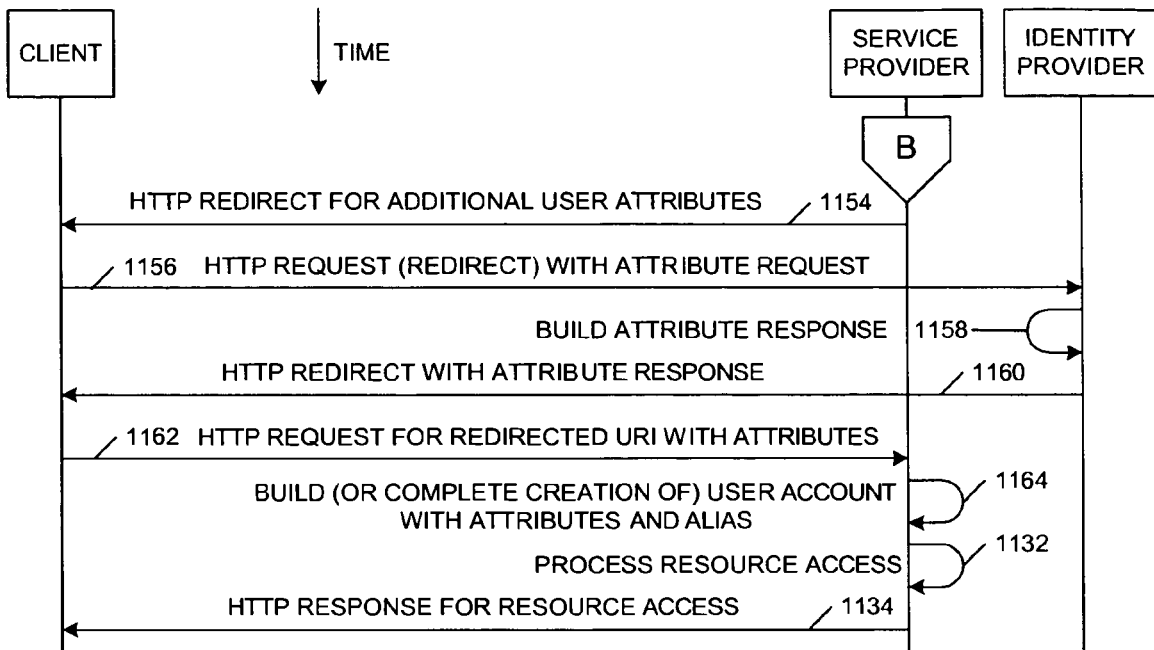 CLIENT
TIME
SERVICE
PROVIDER
IDENTITY
PROVIDER
B
HTTP REDIRECT FOR ADDITIONAL USER ATTRIBUTES
1154
1156
HTTP REQUEST (REDIRECT) WITH ATTRIBUTE REQUEST
BUILD ATTRIBUTE RESPONSE
1158
HTTP REDIRECT WITH ATTRIBUTE RESPONSE
1160
1162
HTTP REQUEST FOR REDIRECTED URI WITH ATTRIBUTES
BUILD (OR COMPLETE CREATION OF) USER ACCOUNT
WITH ATTRIBUTES AND ALIAS
1164
PROCESS RESOURCE ACCESS
1132
HTTP RESPONSE FOR RESOURCE ACCESS
1134